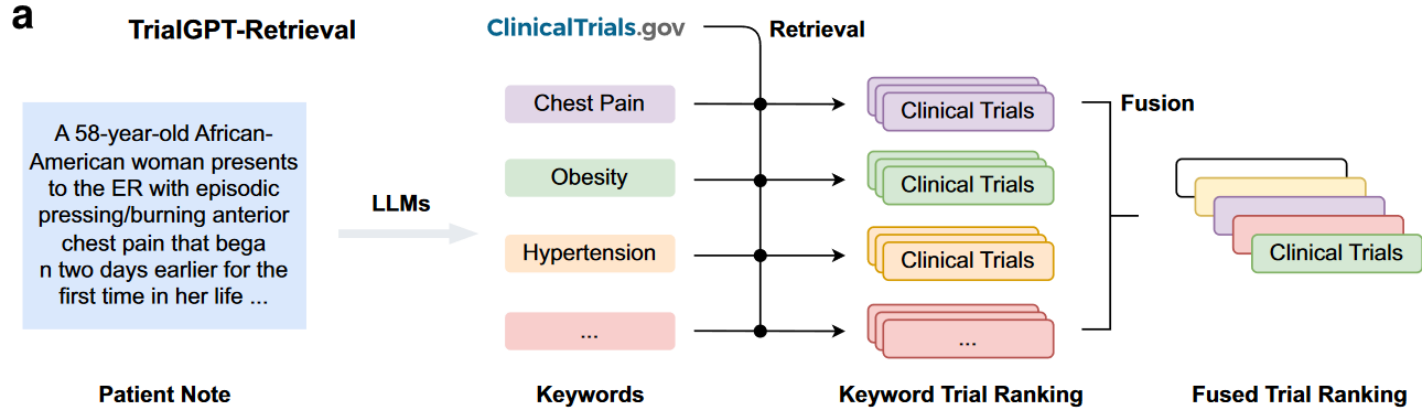 a
TrialGPT-Retrieval
ClinicalTrials.gov
Retrieval
A 58-year-old African-
American woman presents
to the ER with episodic
pressing/burning anterior
chest pain that bega
n two days earlier for the
first time in her life ...
LLMs
Chest Pain
Obesity
Hypertension
...
Clinical Trials
Clinical Trials
Clinical Trials
...
Fusion
Clinical Trials
Patient Note
Keywords
Keyword Trial Ranking
Fused Trial Ranking